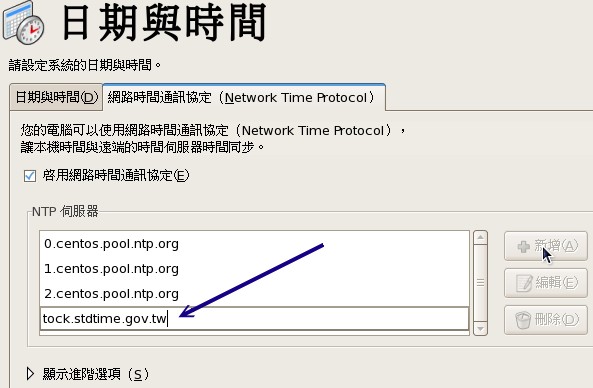 日期與時間
請設定系統的日期與時間。
日期與時間(D) 網路時間通訊協定（Network Time Protocol）
您的電腦可以使用網路時間通訊協定（Network Time Protocol），
讓本機時間與遠端的時間伺服器時間同步。
啓用網路時間通訊協定(E)
NTP 伺服器
0.centos.pool.ntp.org
新增(A)
1.centos.pool.ntp.org
編輯(E)
2.centos.pool.ntp.org
tock.stdtime.gov.tw
刪除(D)
顯示進階選項（S）